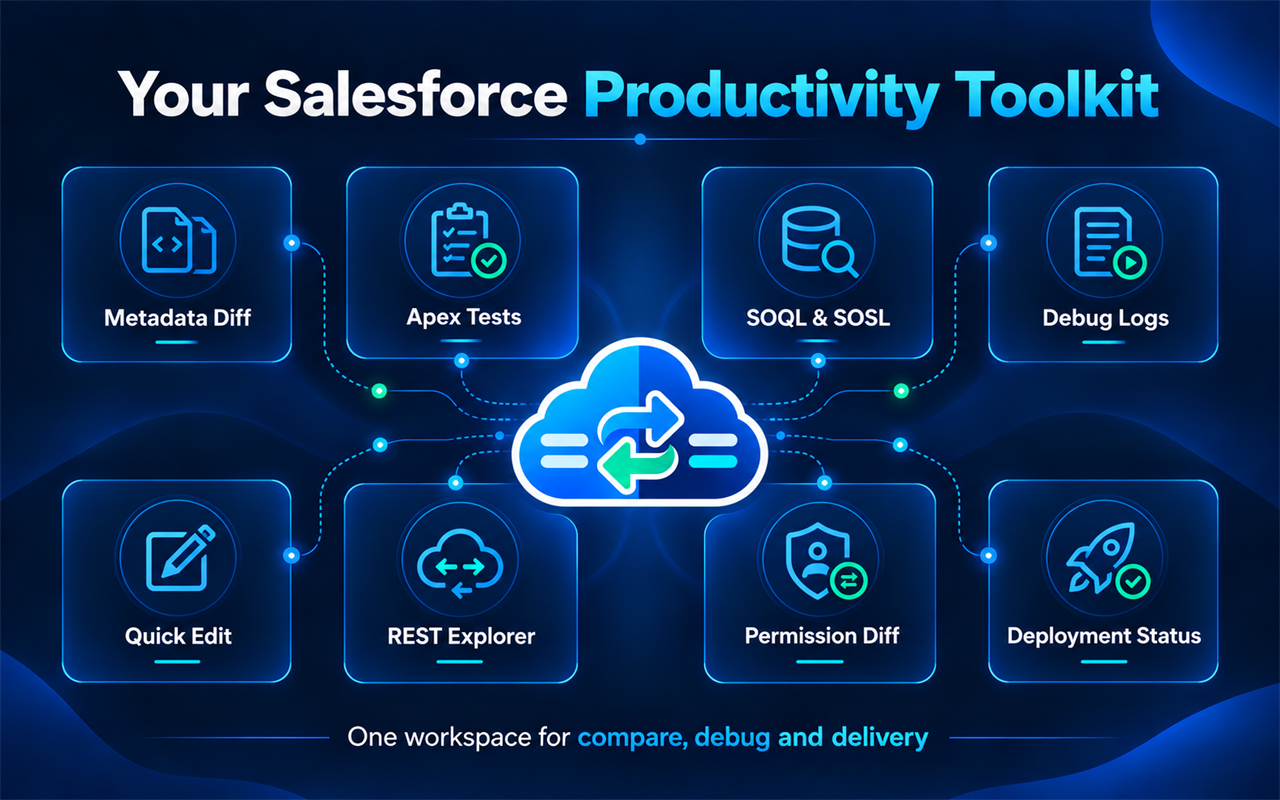 Your Salesforce Productivity Toolkit
Metadata Diff
Apex Tests
SOQL & SOSL
Debug Logs
Quick Edit
REST Explorer
Permission Diff
Deployment Status
One workspace for compare, debug and delivery